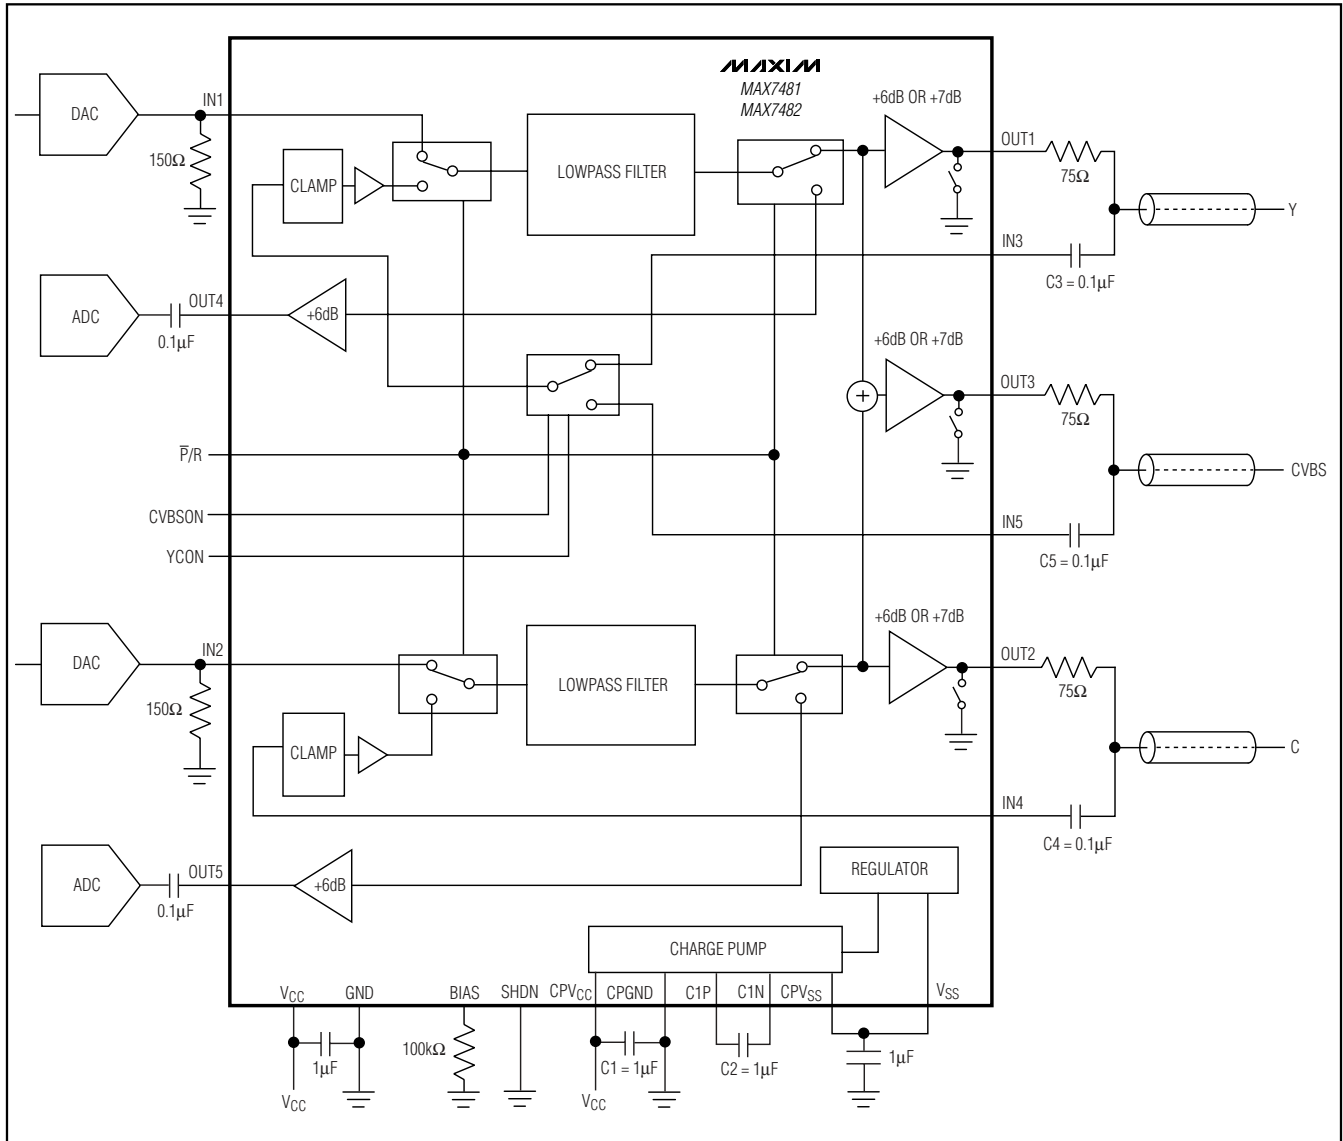 MAXIM
MAX7481
MAX7482
+6dB OR +7dB
DAC
IN1
150Ω
CLAMP
LOWPASS FILTER
OUT1
75Ω
Y
IN3
C3 = 0.1µF
ADC
OUT4
0.1µF
+6dB
+6dB OR +7dB
OUT3
+
75Ω
P̅/R
CVBS
CVBSON
IN5
YCON
C5 = 0.1µF
+6dB OR +7dB
DAC
IN2
OUT2
150Ω
LOWPASS FILTER
75Ω
CLAMP
C
IN4
C4 = 0.1µF
ADC
OUT5
0.1µF
+6dB
REGULATOR
CHARGE PUMP
VCC
GND
BIAS
SHDN
CPVCC
CPGND
C1P
C1N
CPVSS
VSS
1µF
100kΩ
C1 = 1µF
C2 = 1µF
1µF
VCC
VCC